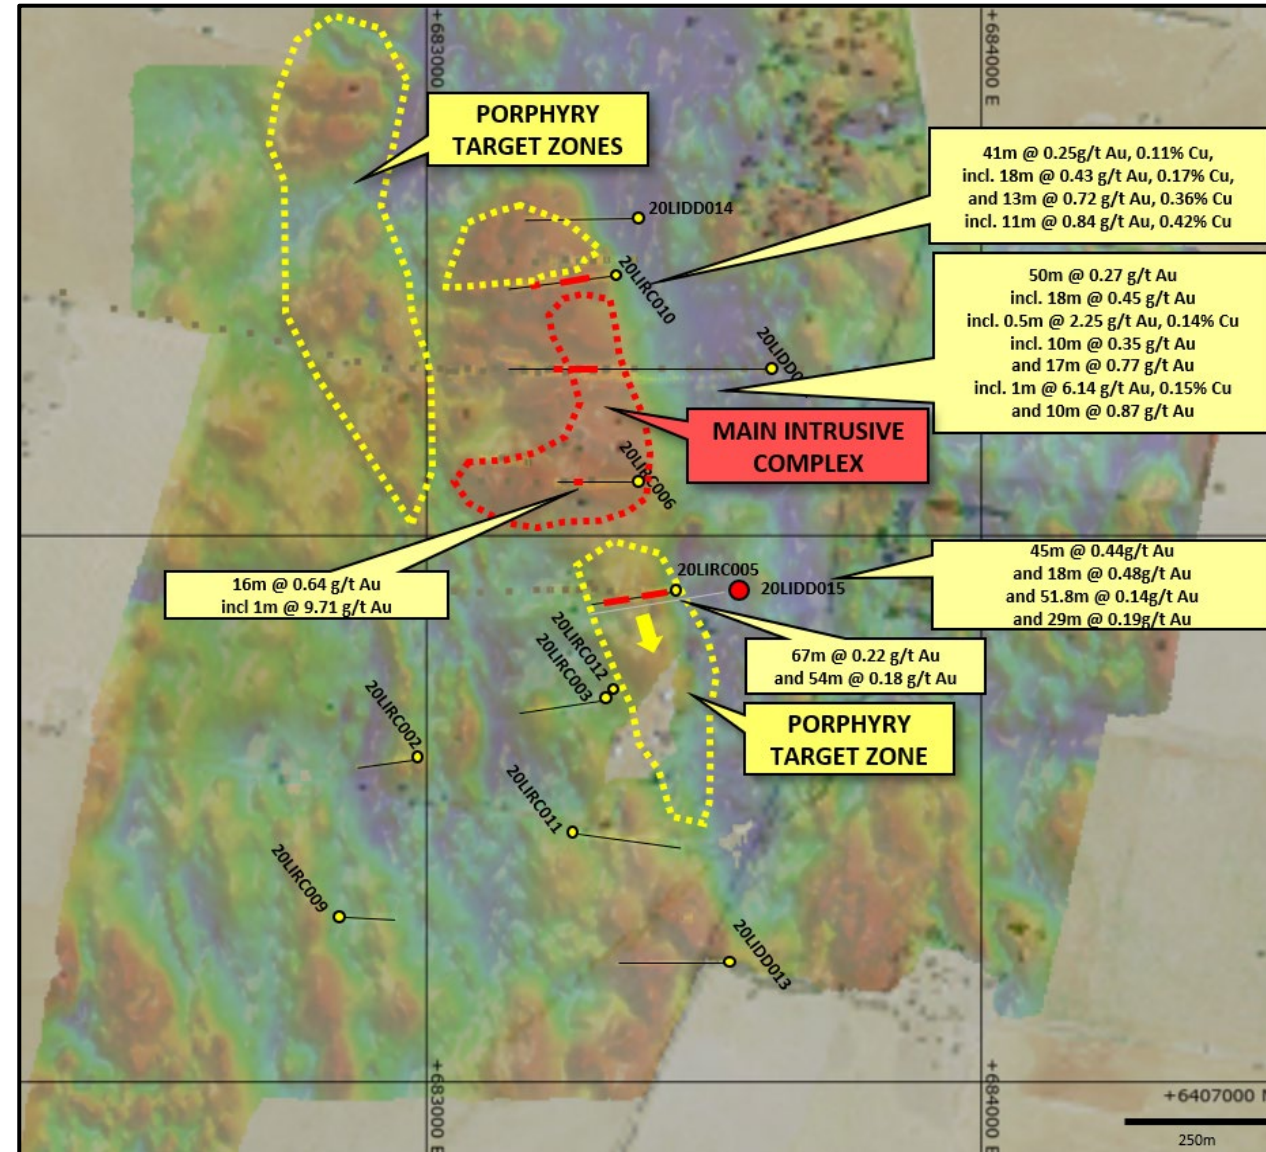 +683000
+684000 E
PORPHYRY
TARGET ZONES
41m @ 0.25g/t Au, 0.11% Cu,
incl. 18m @ 0.43 g/t Au, 0.17% Cu,
and 13m @ 0.72 g/t Au, 0.36% Cu
incl. 11m @ 0.84 g/t Au, 0.42% Cu
20LIDD014
20LIRC010
50m @ 0.27 g/t Au
incl. 18m @ 0.45 g/t Au
incl. 0.5m @ 2.25 g/t Au, 0.14% Cu
incl. 10m @ 0.35 g/t Au
and 17m @ 0.77 g/t Au
incl. 1m @ 6.14 g/t Au, 0.15% Cu
and 10m @ 0.87 g/t Au
MAIN INTRUSIVE
COMPLEX
20LIRC006
16m @ 0.64 g/t Au
incl 1m @ 9.71 g/t Au
45m @ 0.44g/t Au
and 18m @ 0.48g/t Au
and 51.8m @ 0.14g/t Au
and 29m @ 0.19g/t Au
20LIRC005
20LIDD015
67m @ 0.22 g/t Au
and 54m @ 0.18 g/t Au
20LIRC012
20LIRC003
20LIRC002
PORPHYRY
TARGET ZONE
20LIRC011
20LIRC009
20LIDD013
+683000 E
+684000 E
+6407000
250m